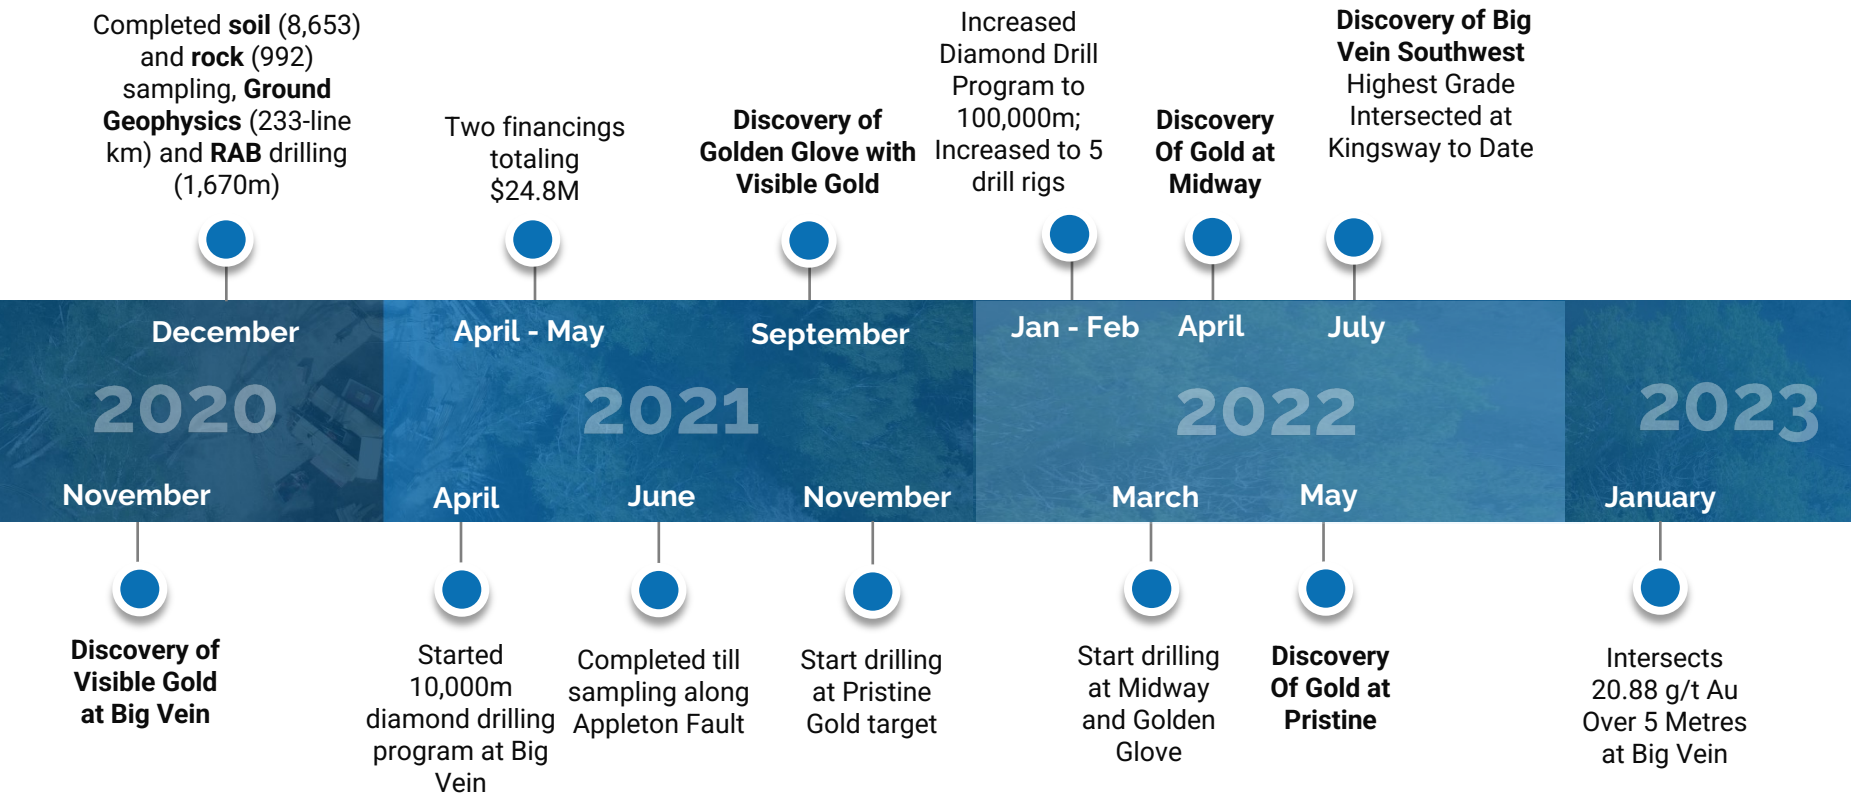 Completed soil (8,653)
and rock (992)
sampling, Ground
Geophysics (233-line
km) and RAB drilling
(1,670m)
Two financings
totaling
$24.8M
Discovery of
Golden Glove with
Visible Gold
Increased
Diamond Drill
Program to
100,000m;
Increased to 5
drill rigs
Discovery
Of Gold at
Midway
Discovery of Big
Vein Southwest
Highest Grade
Intersected at
Kingsway to Date
December
April - May
September
Jan - Feb
April
July
2020
2021
2022
2023
November
April
June
November
March
May
January
Discovery of
Visible Gold
at Big Vein
Started
10,000m
diamond drilling
program at Big
Vein
Completed till
sampling along
Appleton Fault
Start drilling
at Pristine
Gold target
Start drilling
at Midway
and Golden
Glove
Discovery
Of Gold at
Pristine
Intersects
20.88 g/t Au
Over 5 Metres
at Big Vein